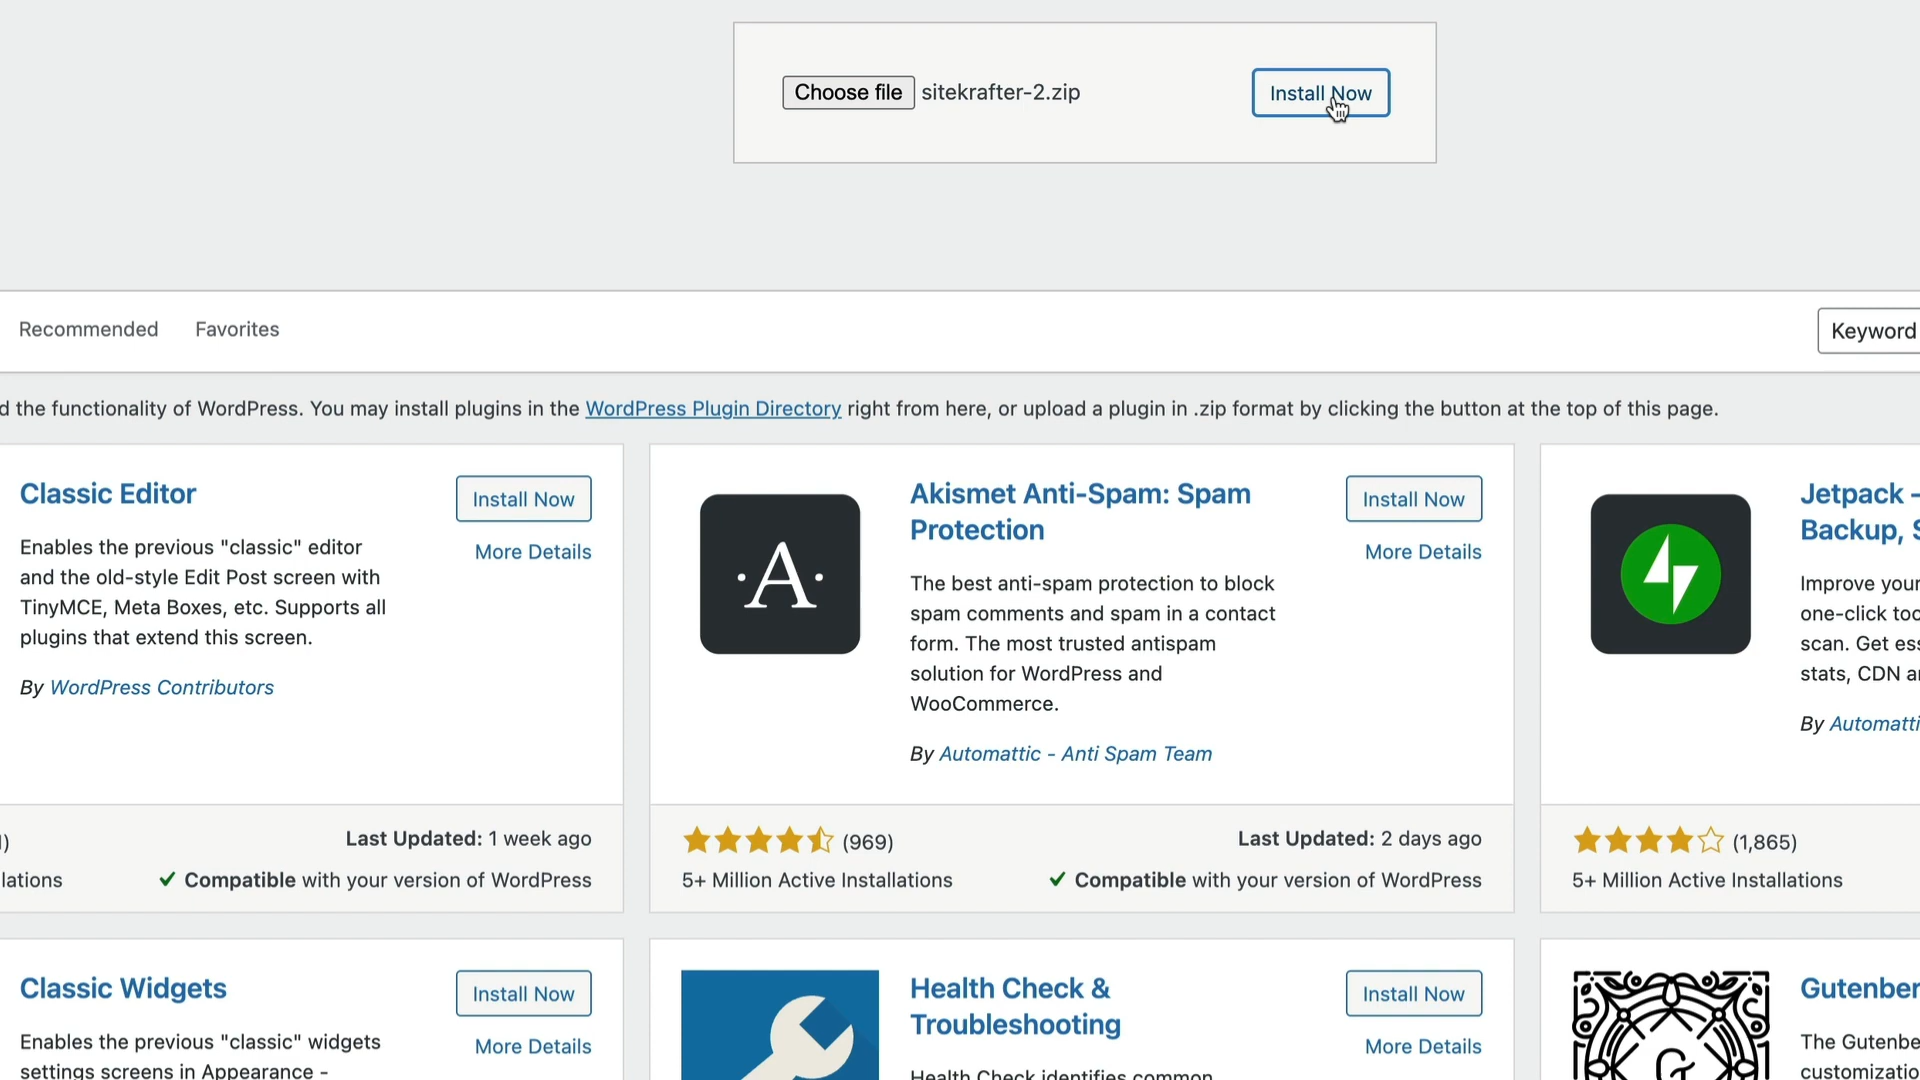 Choose file sitekrafter-2.zip Install Now
Recommended Favorites Keyword
d the functionality of WordPress. You may install plugins in the WordPress Plugin Directory right from here, or upload a plugin in .zip format by clicking the button at the top of this page.
Classic Editor
Install Now
More Details
Enables the previous "classic" editor
and the old-style Edit Post screen with
TinyMCE, Meta Boxes, etc. Supports all
plugins that extend this screen.
By WordPress Contributors
Last Updated: 1 week ago
lations
Compatible with your version of WordPress
·A·
Akismet Anti-Spam: Spam
Protection
Install Now
More Details
The best anti-spam protection to block
spam comments and spam in a contact
form. The most trusted antispam
solution for WordPress and
WooCommerce.
By Automattic - Anti Spam Team
(969)
Last Updated: 2 days ago
5+ Million Active Installations
Compatible with your version of WordPress
Jetpack -
Backup,
Improve your
one-click
scan. Get
stats, CDN
By Automatti
(1,865)
5+ Million Active Installations
Classic Widgets
Install Now
More Details
Enables the previous "classic" widgets
settings screens in Appearance -
Health Check &
Troubleshooting
Install Now
More Details
Health Check identifies common
G
Gutenber
The Gutenbe
customizatio